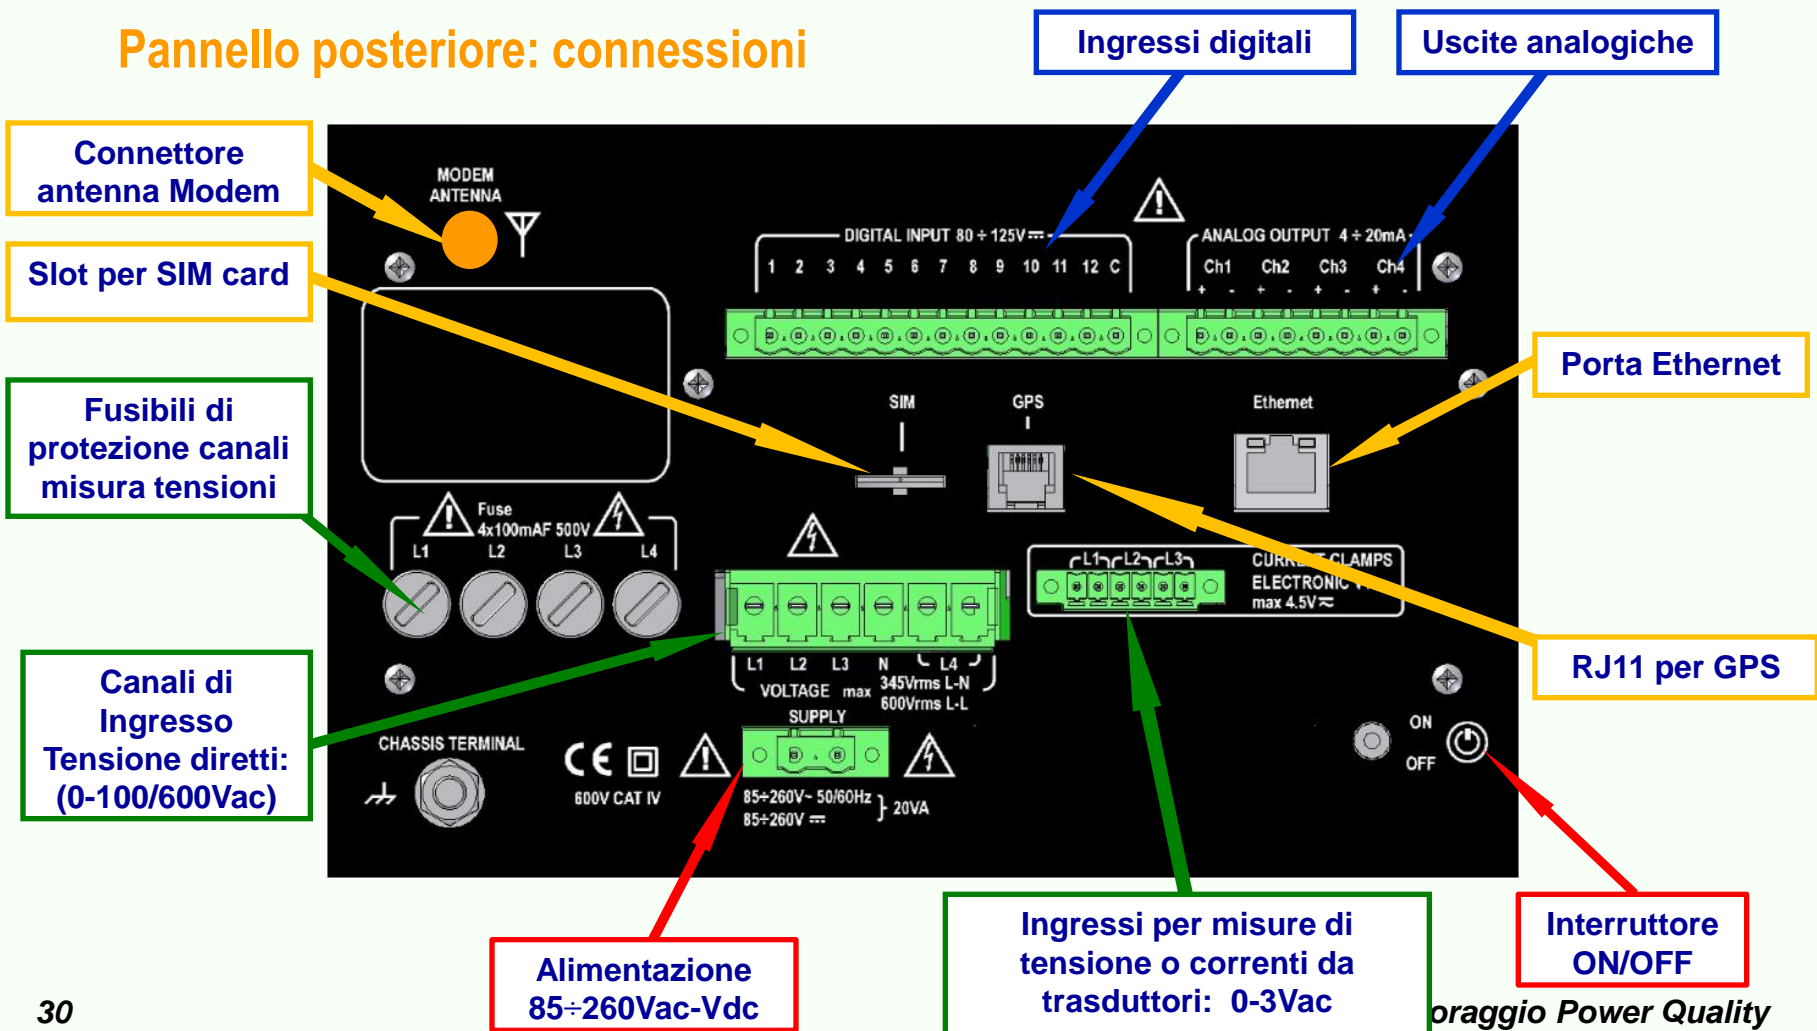 Pannello posteriore: connessioni
Ingressi digitali
Uscite analogiche
Connettore
antenna Modem
Slot per SIM card
Fusibili di
protezione canali
misura tensioni
Canali di
Ingresso
Tensione diretti:
(0-100/600Vac)
MODEM
ANTENNA
DIGITAL INPUT 80 ÷ 125V
1 2 3 4 5 6 7 8 9 10 11 12 C
ANALOG OUTPUT 4 ÷ 20mA
Ch1 Ch2 Ch3 Ch4
+ - + - + - + -
SIM
GPS
Ethernet
Porta Ethernet
Fuse
4x100mAF 500V
L1 L2 L3 L4
L1 L2 L3
CURRENT CLAMPS
ELECTRONIC
max 4.5V
RJ11 per GPS
L1 L2 L3 N L4
VOLTAGE max 345Vrms L-N
600Vrms L-L
SUPPLY
CHASSIS TERMINAL
CE
600V CAT IV
85÷260V~ 50/60Hz
85÷260V
20VA
ON
OFF
Alimentazione
85÷260Vac-Vdc
Ingressi per misure di
tensione o correnti da
trasduttori: 0-3Vac
Interruttore
ON/OFF
30
oraggio Power Quality